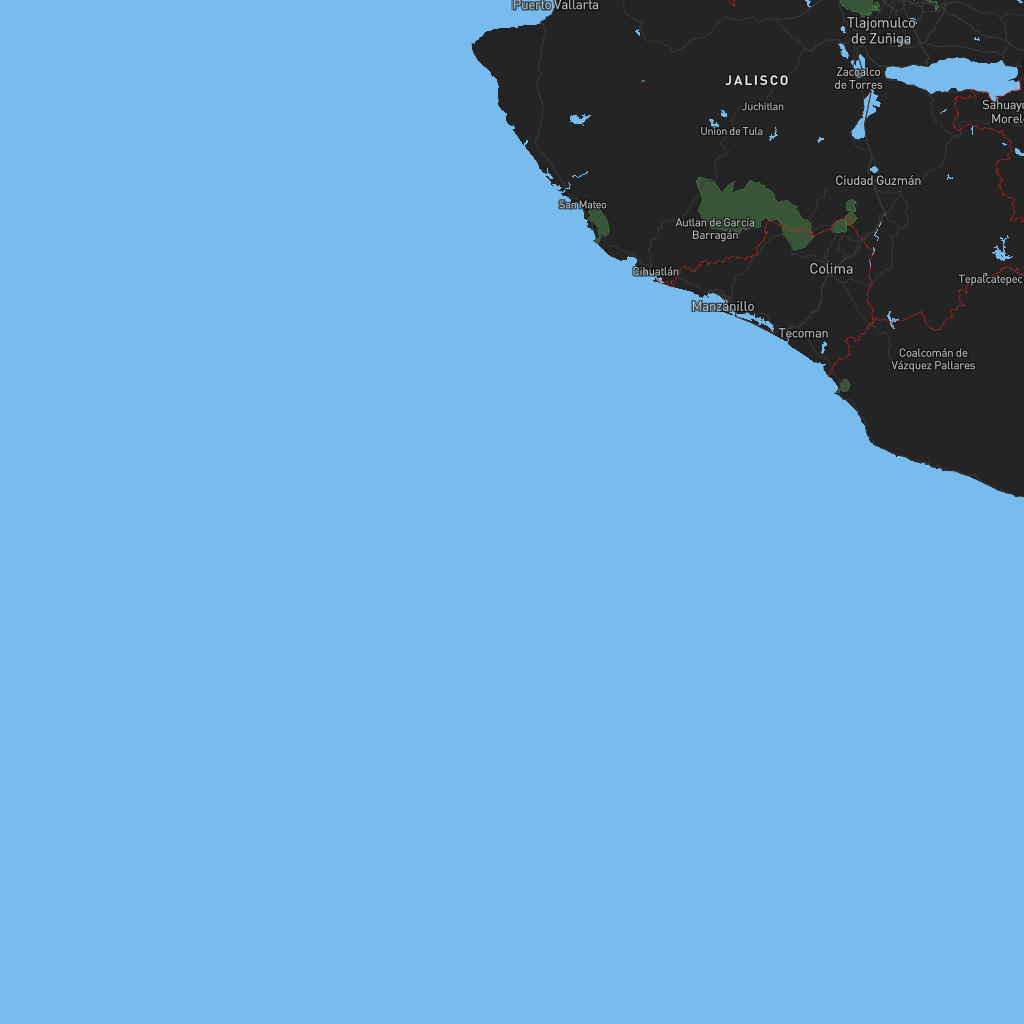 Puerto Vallarta
Tlajomulco
de Zuñiga
JALISCO
Zacoalco
de Torres
Juchitlan
Sahuayo
Morel
Union de Tula
Ciudad Guzmán
San Mateo
Autlan de García
Barragán
Cihuatlán
Colima
Tepalcatepec
Manzanillo
Tecoman
Coalcomán de
Vázquez Pallares